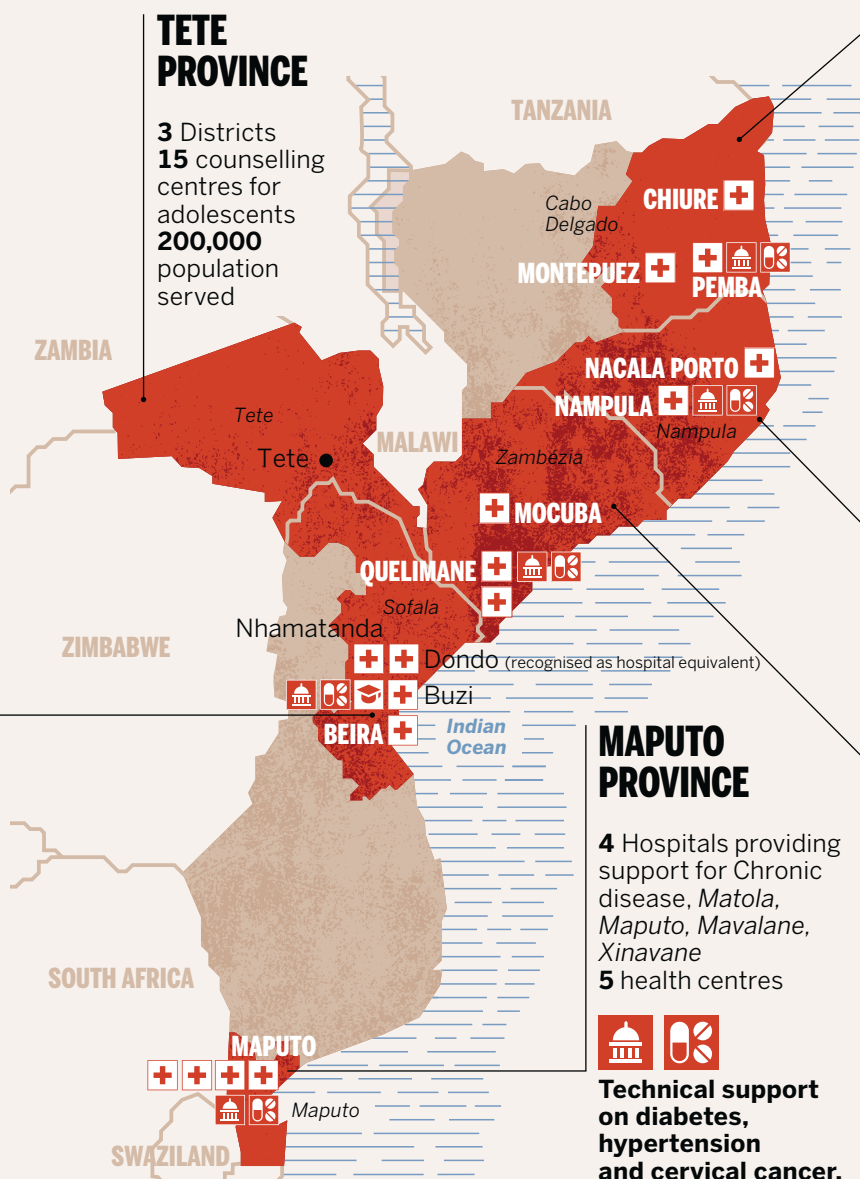 TETE
PROVINCE
3 Districts
15 counselling
centres for
adolescents
200,000
population
served
TANZANIA
Cabo
Delgado
CHIURE
MONTEPUEZ
PEMBA
ZAMBIA
NACALA PORTO
NAMPULA
Nampula
Tete
Tete
MALAWI
Zambézia
MOCUBA
QUELIMANE
Sofala
Nhamatanda
ZIMBABWE
Dondo (recognised as hospital equivalent)
Buzi
BEIRA
Indian
Ocean
MAPUTO
PROVINCE
4 Hospitals providing
support for Chronic
disease, Matola,
Maputo, Mavalane,
Xinavane
5 health centres
SOUTH AFRICA
MAPUTO
Maputo
SWAZILAND
Technical support
on diabetes,
hypertension
and cervical cancer.